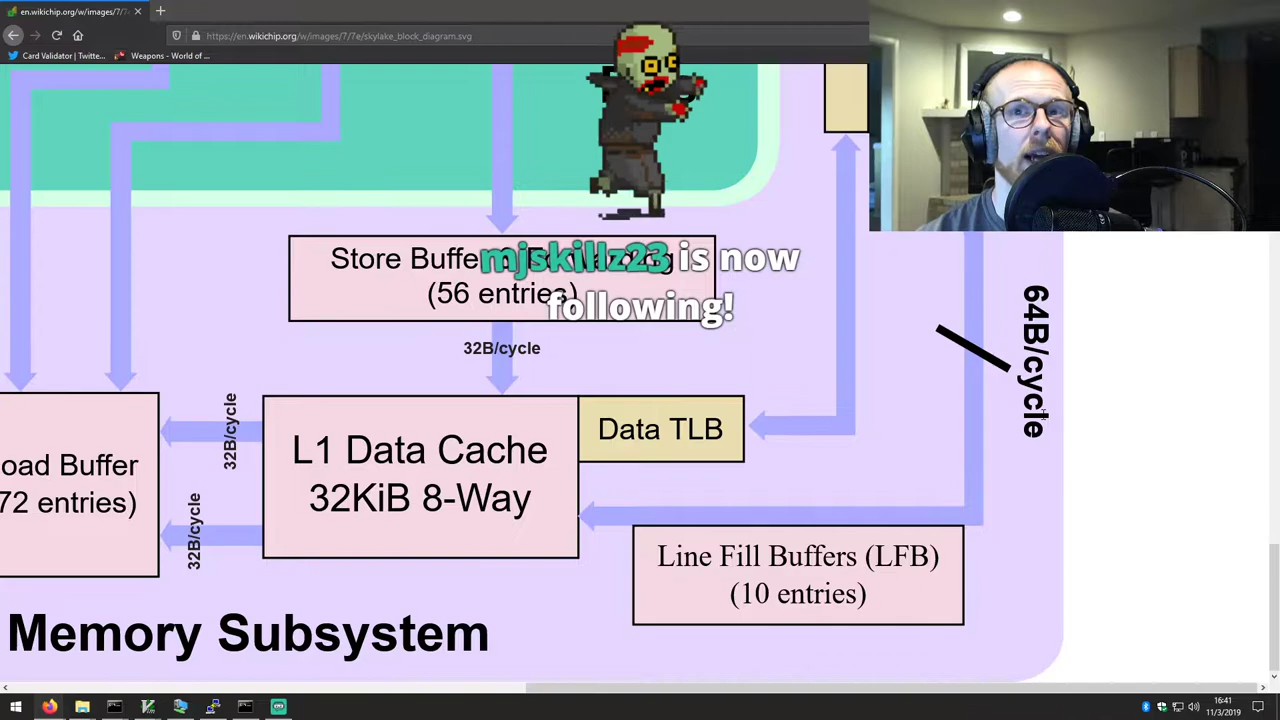 en.wikichip.org/w/images/7/7e
https://en.wikichip.org/w/images/7/7e/skylake_block_diagram.svg
Card Validator | Twitte...
Weapons - World of ...
mjskillz23 is now
following!
Store Buffer
(56 entries)
32B/cycle
64B/cycle
L1 Data Cache
32KiB 8-Way
Data TLB
oad Buffer
72 entries)
32B/cycle
32B/cycle
Line Fill Buffers (LFB)
(10 entries)
Memory Subsystem
16:41
11/3/2019